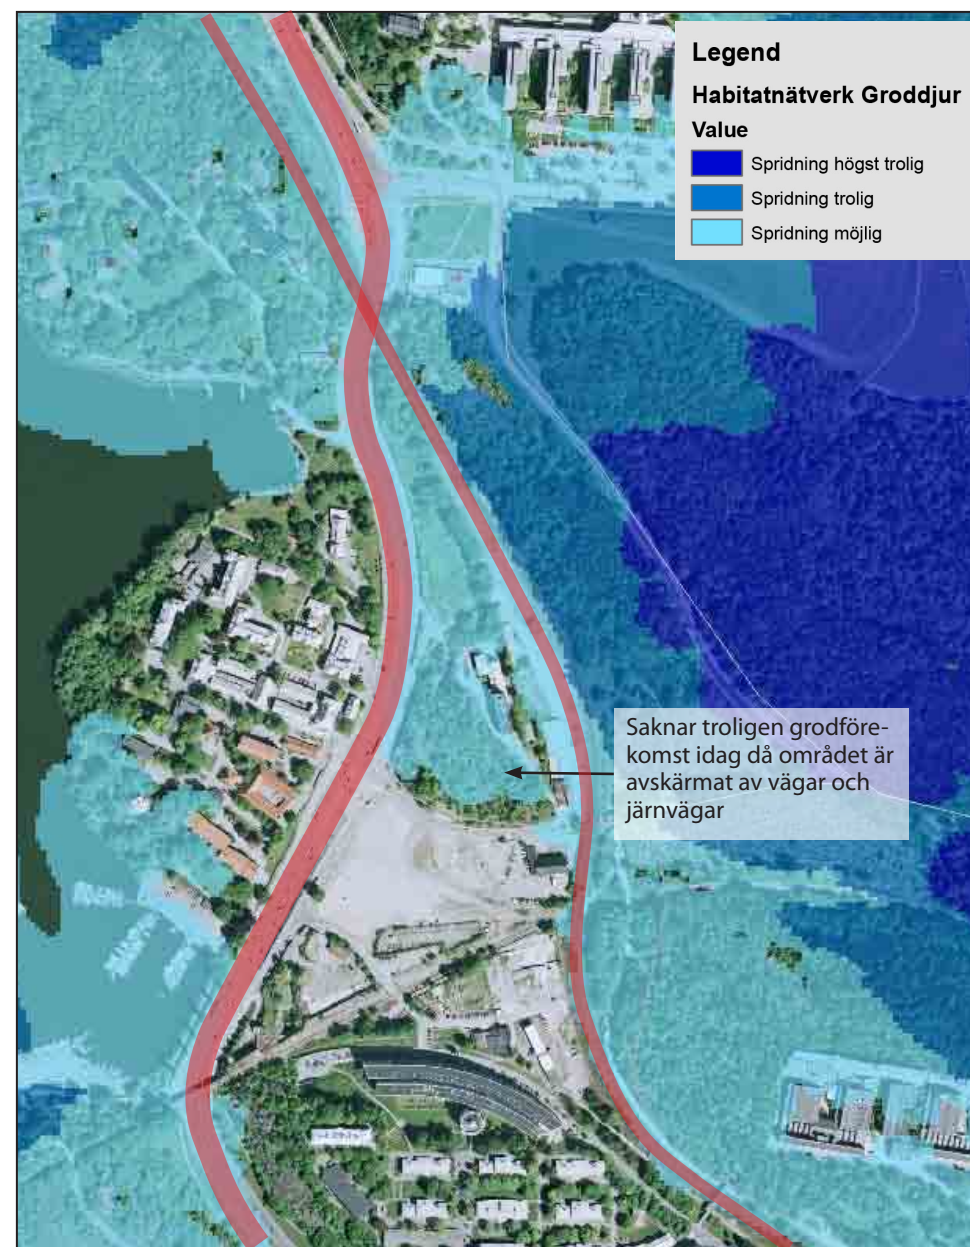 Legend
Habitatnätverk Groddjur
Value
Spridning högst trolig
Spridning trolig
Spridning möjlig
Saknar troligen grodföre-
komst idag då området är
avskärmat av vägar och
järnvägar